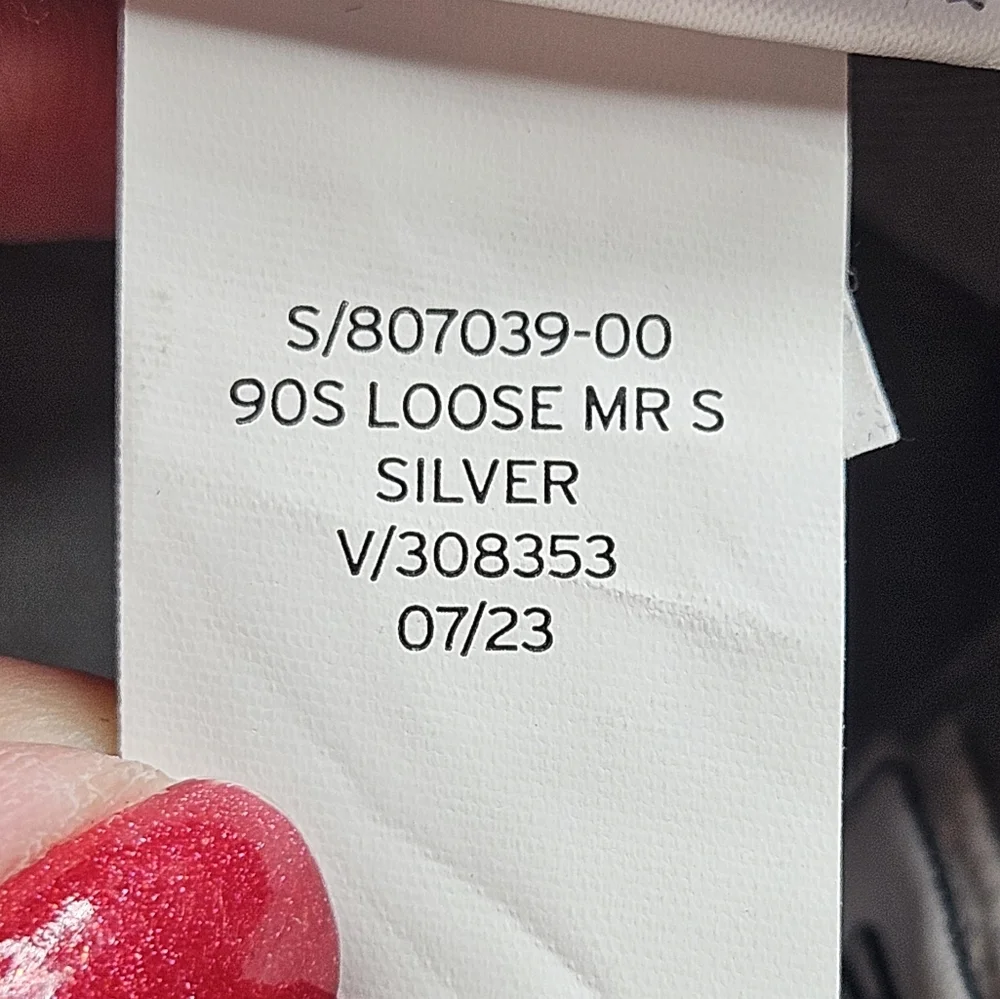 S/807039-00
90S LOOSE MR S
SILVER
V/308353
07/23